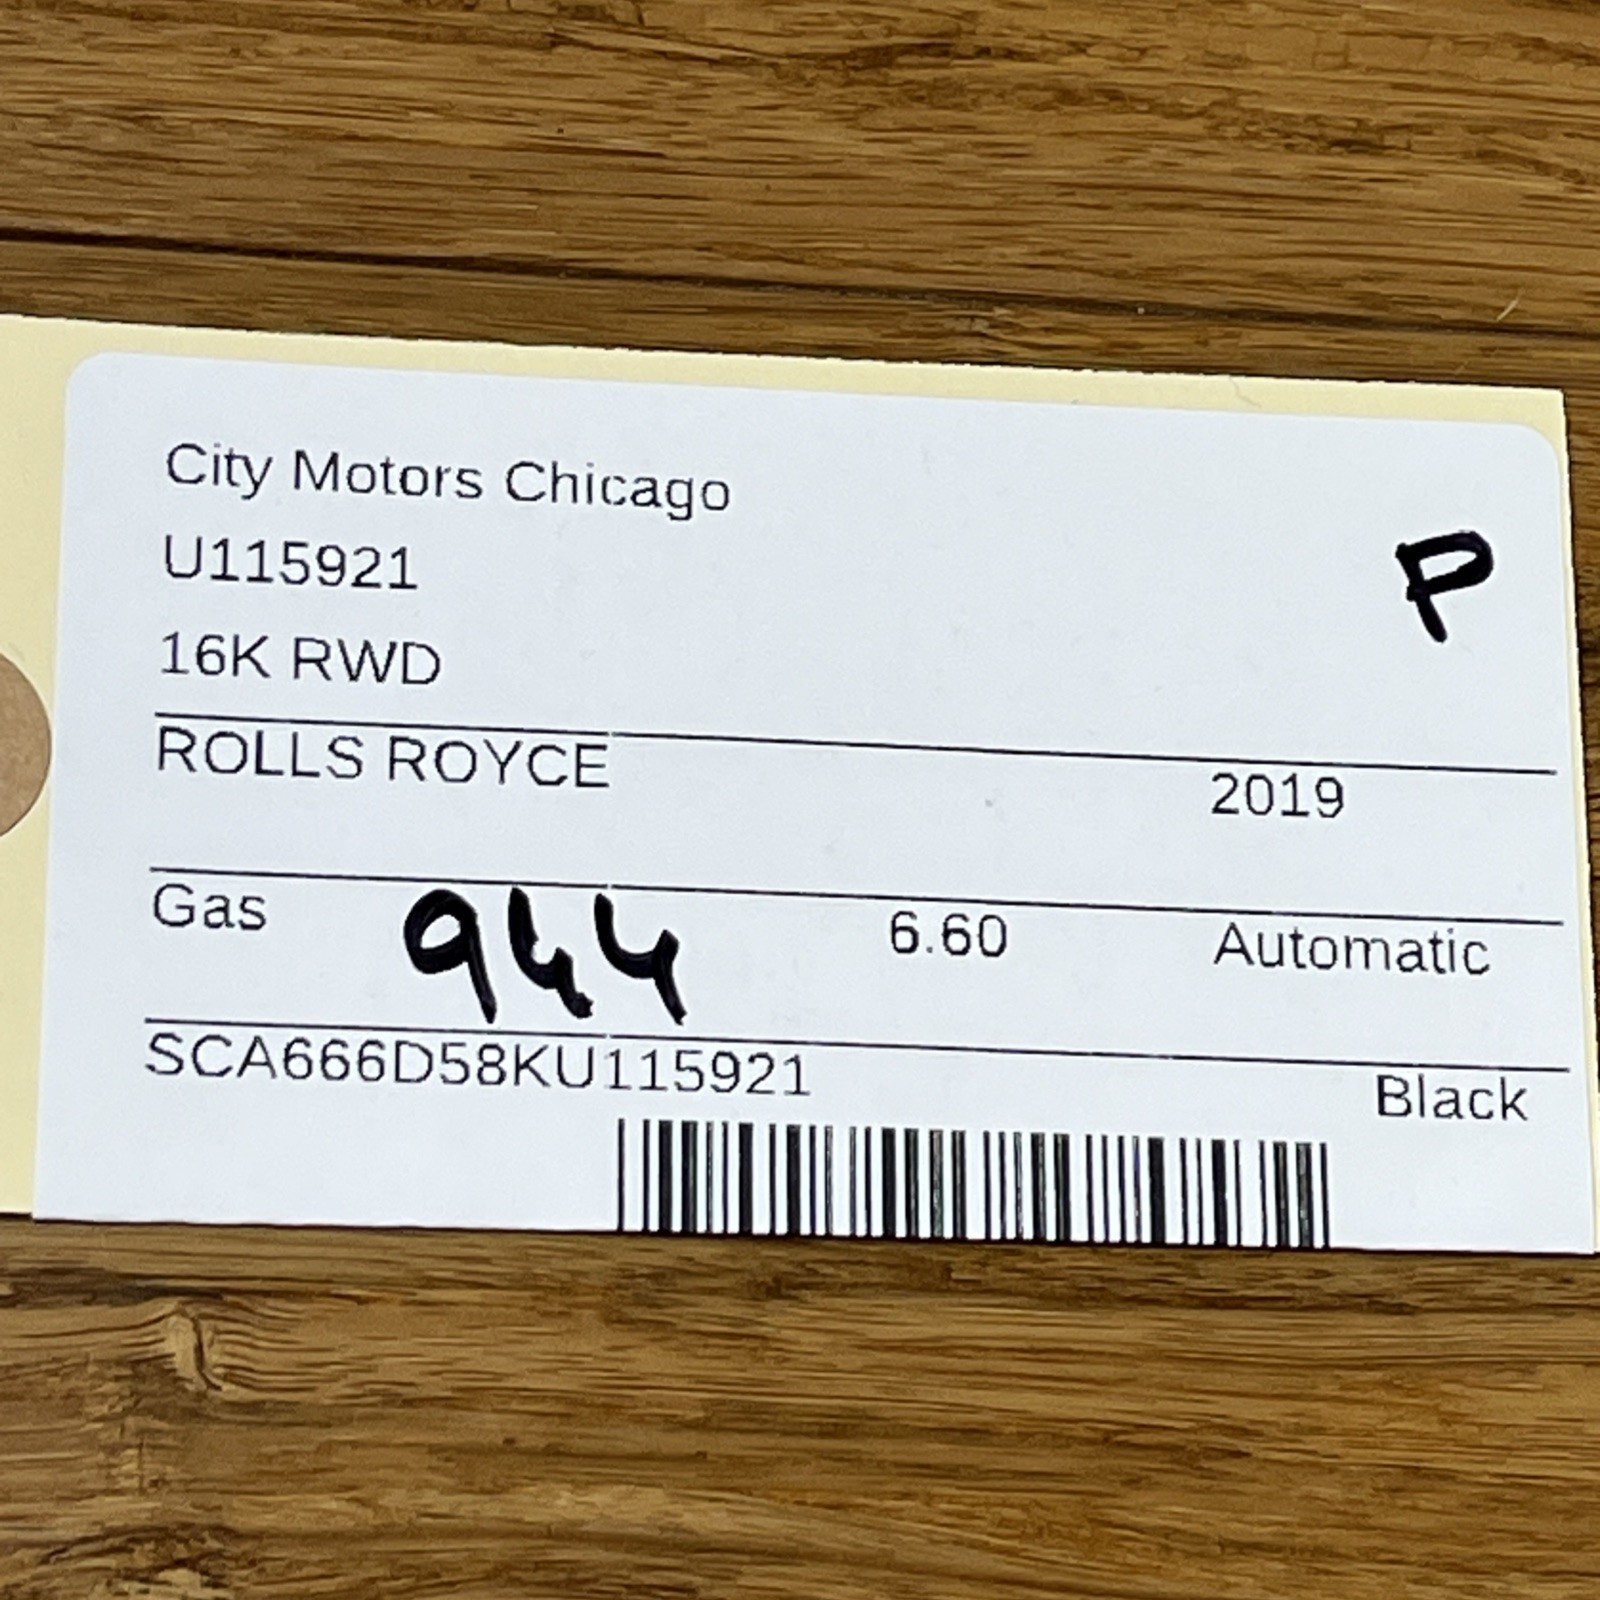 City Motors Chicago
U115921
P
16K RWD
ROLLS ROYCE 2019
Gas 944 6.60 Automatic
SCA666D58KU115921 Black